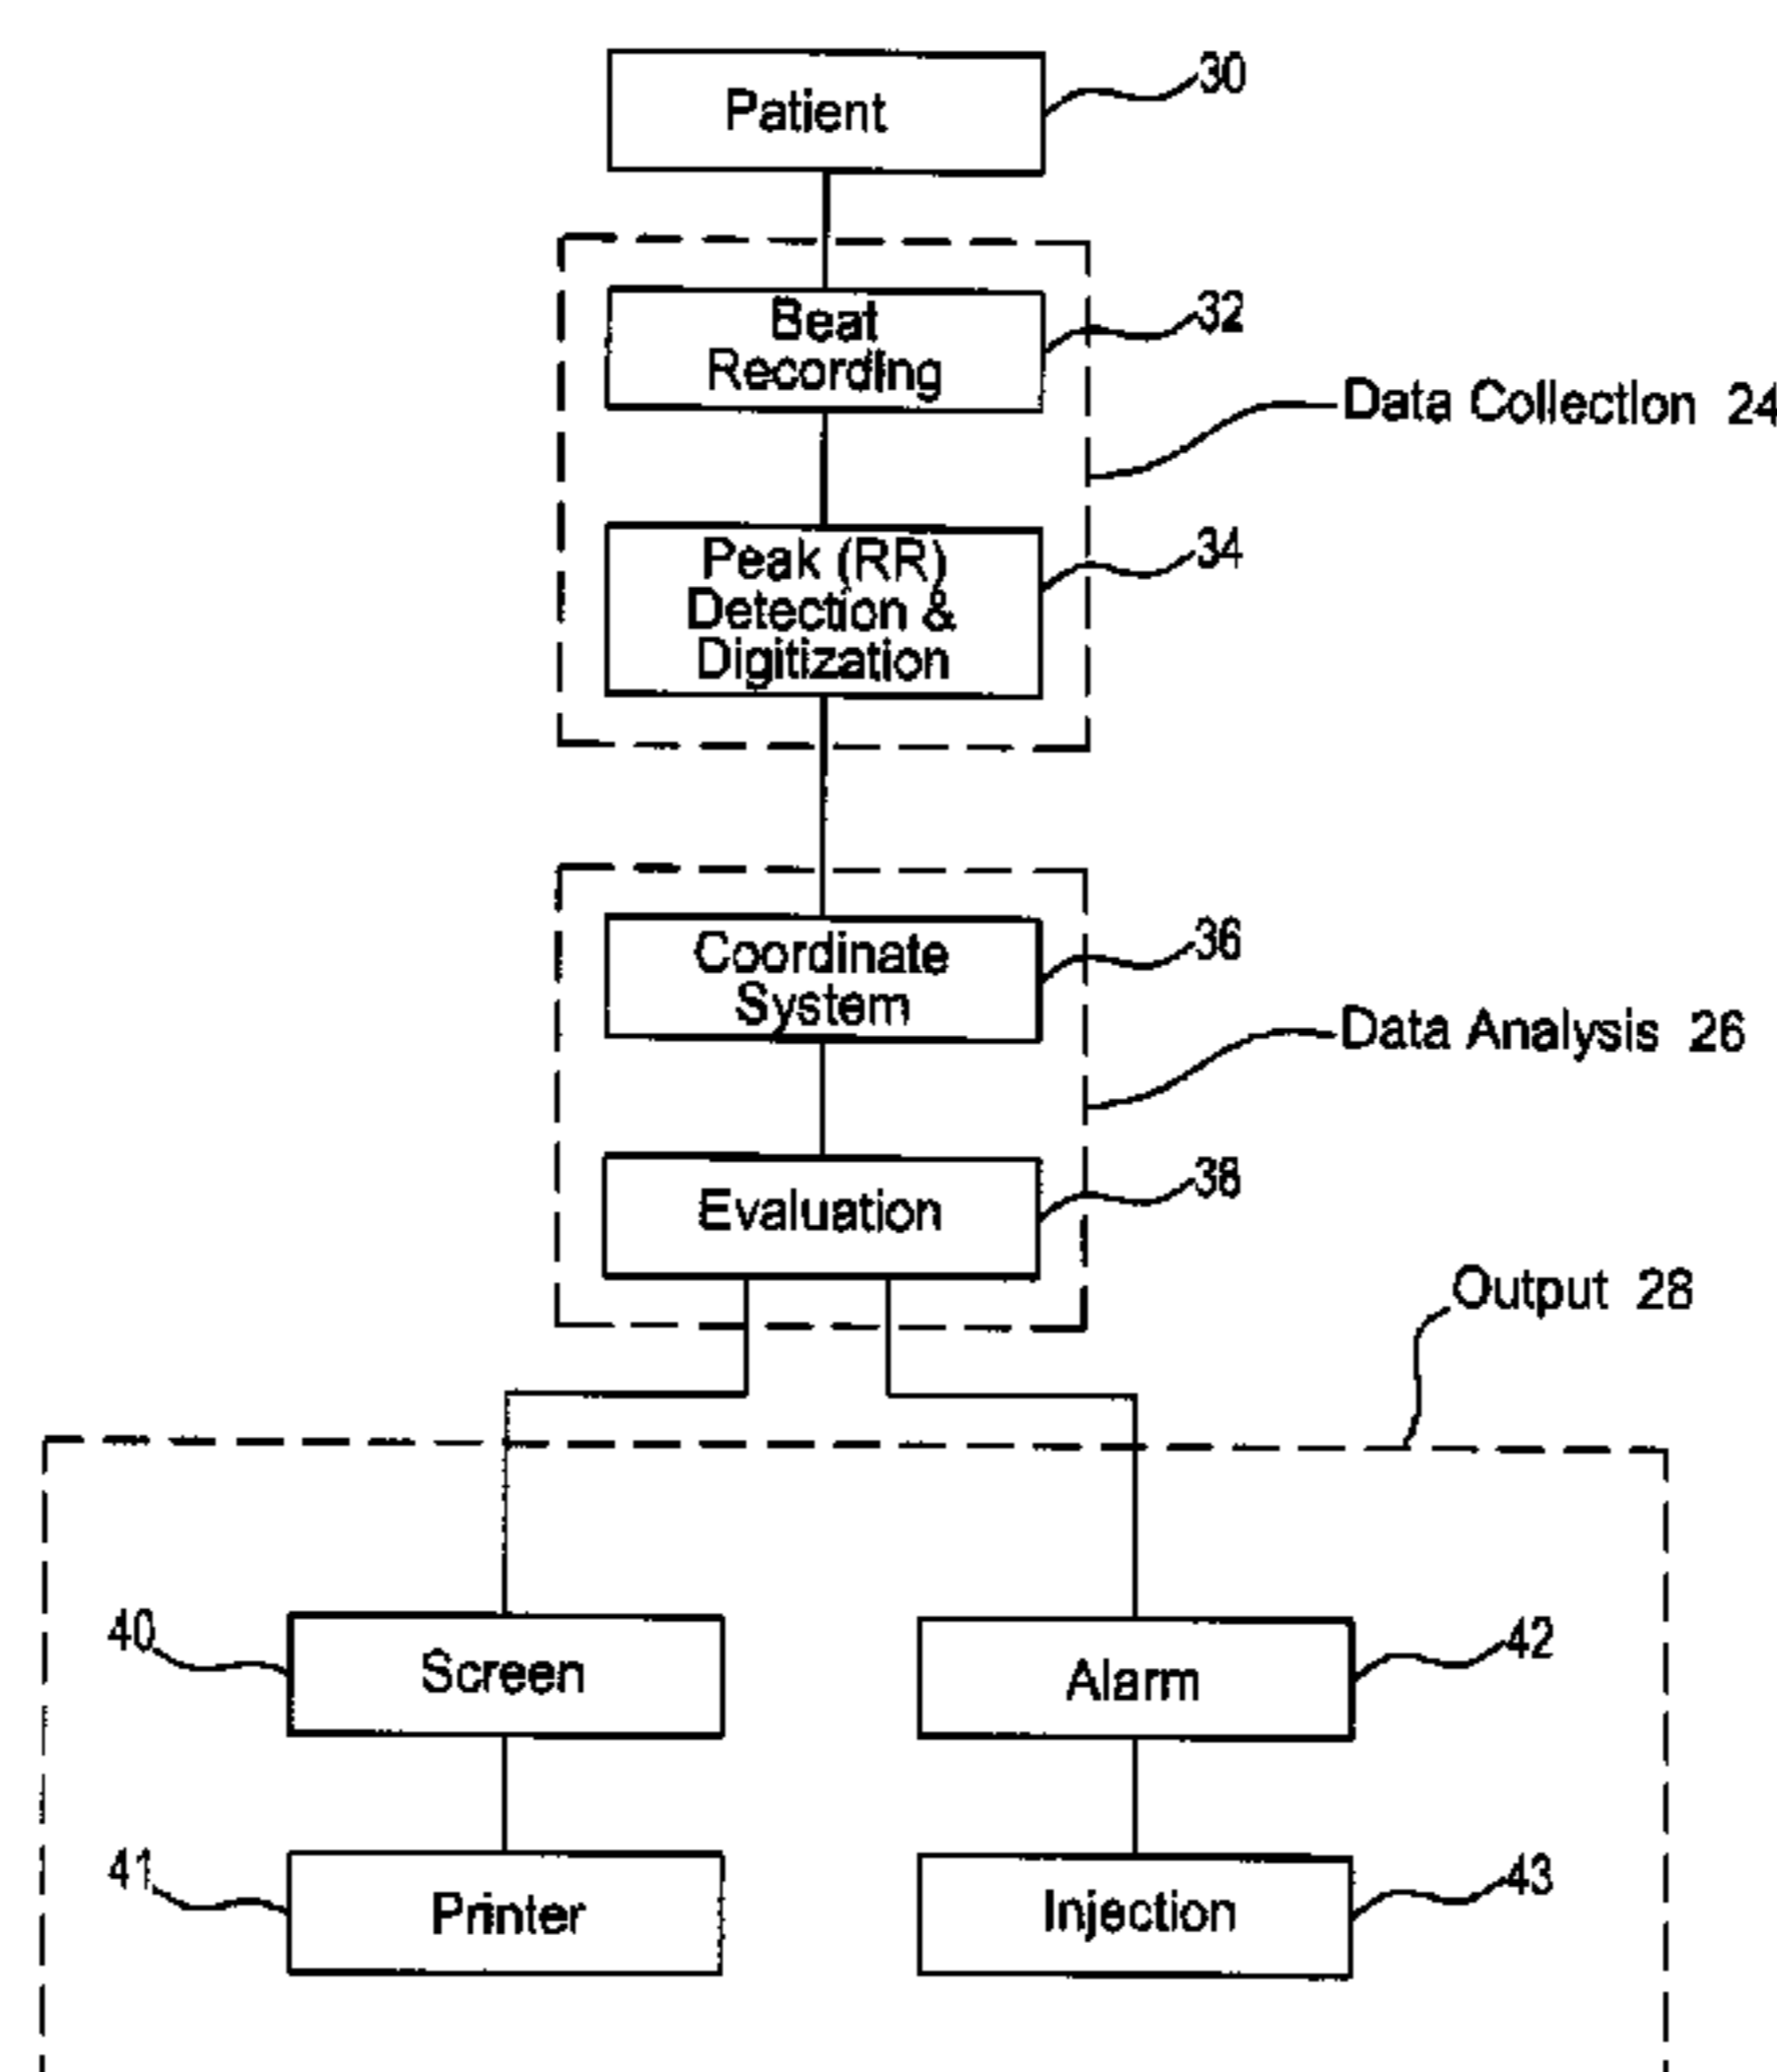 Patient
30
Beat
Recording
32
Data Collection 24
Peak (RR)
Detection &
Digitization
34
Coordinate
System
36
Data Analysis 26
Evaluation
38
Output 28
40
Screen
Alarm
42
41
Printer
Injection
43